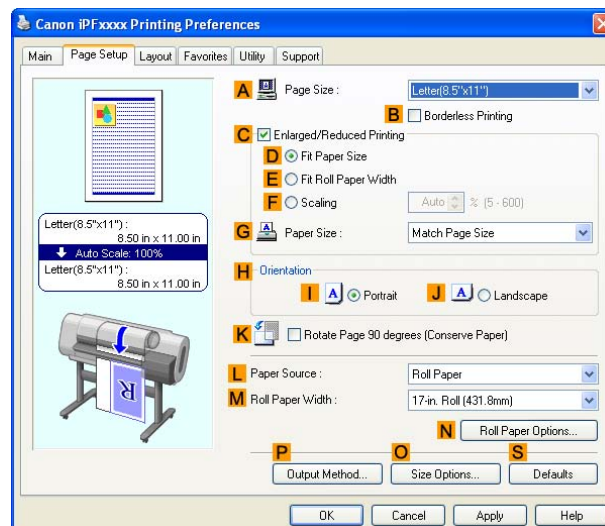 Canon iPFxxxx Printing Preferences
Main Page Setup Layout Favorites Utility Support
A Page Size : Letter(8.5"x11")
B Borderless Printing
C Enlarged/Reduced Printing
D Fit Paper Size
E Fit Roll Paper Width
F Scaling Auto % (5 - 600)
G Paper Size : Match Page Size
Letter(8.5"x11") :
8.50 in x 11.00 in
Auto Scale: 100%
Letter(8.5"x11") :
8.50 in x 11.00 in
H Orientation
I A Portrait J A Landscape
K Rotate Page 90 degrees (Conserve Paper)
R
L Paper Source : Roll Paper
M Roll Paper Width : 17-in. Roll (431.8mm)
N Roll Paper Options...
P O S
Output Method... Size Options... Defaults
OK Cancel Apply Help